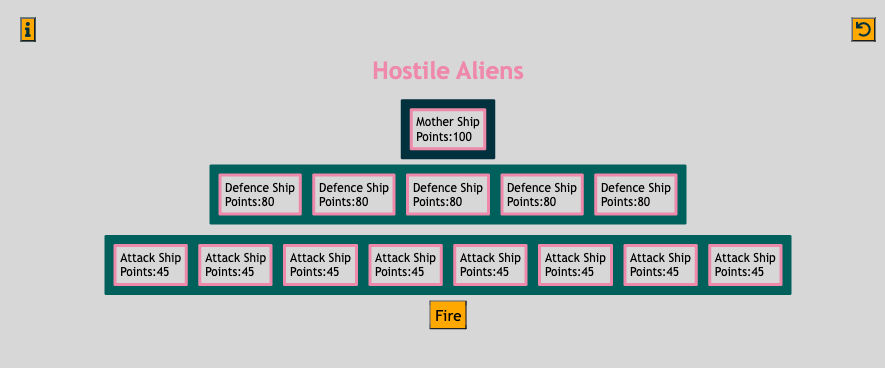 i
Hostile Aliens
Mother Ship
Points:100
Defence Ship
Points:80
Defence Ship
Points:80
Defence Ship
Points:80
Defence Ship
Points:80
Defence Ship
Points:80
Attack Ship
Points:45
Attack Ship
Points:45
Attack Ship
Points:45
Attack Ship
Points:45
Attack Ship
Points:45
Attack Ship
Points:45
Attack Ship
Points:45
Attack Ship
Points:45
Fire